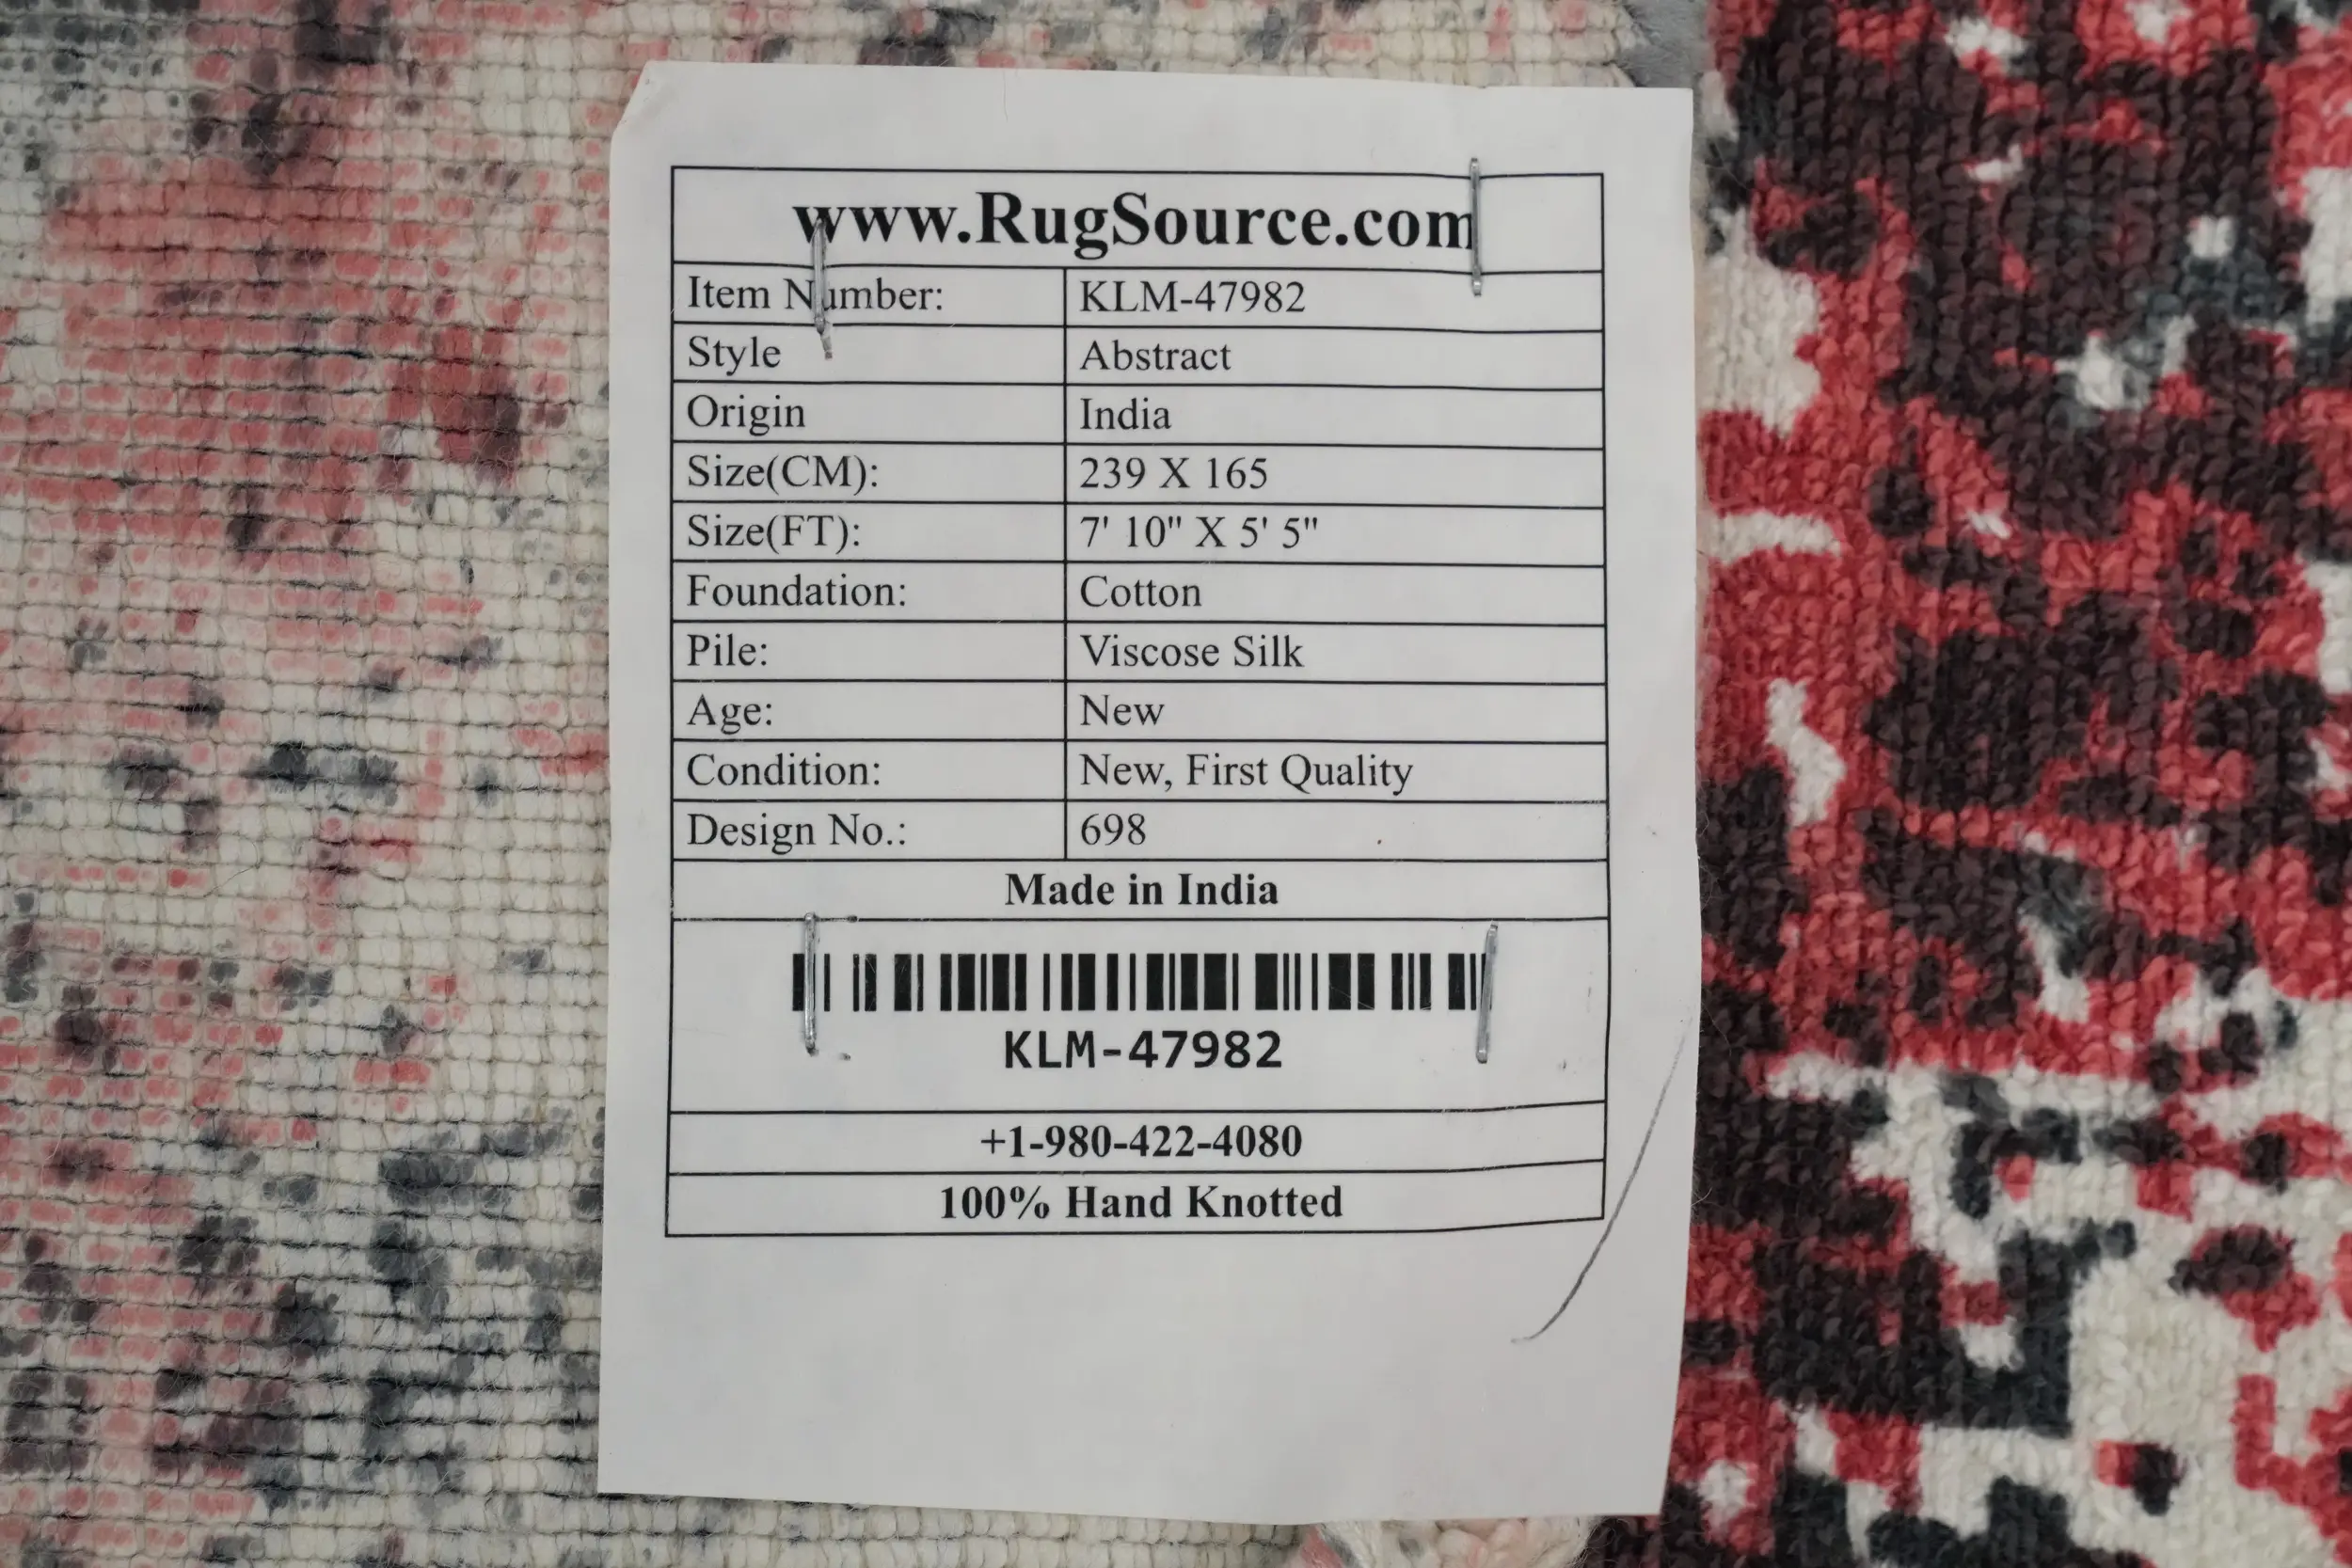 www.RugSource.com
Item Number: KLM-47982
Style Abstract
Origin India
Size(CM): 239 X 165
Size(FT): 7' 10" X 5' 5"
Foundation: Cotton
Pile: Viscose Silk
Age: New
Condition: New, First Quality
Design No.: 698
Made in India
KLM-47982
+1-980-422-4080
100% Hand Knotted